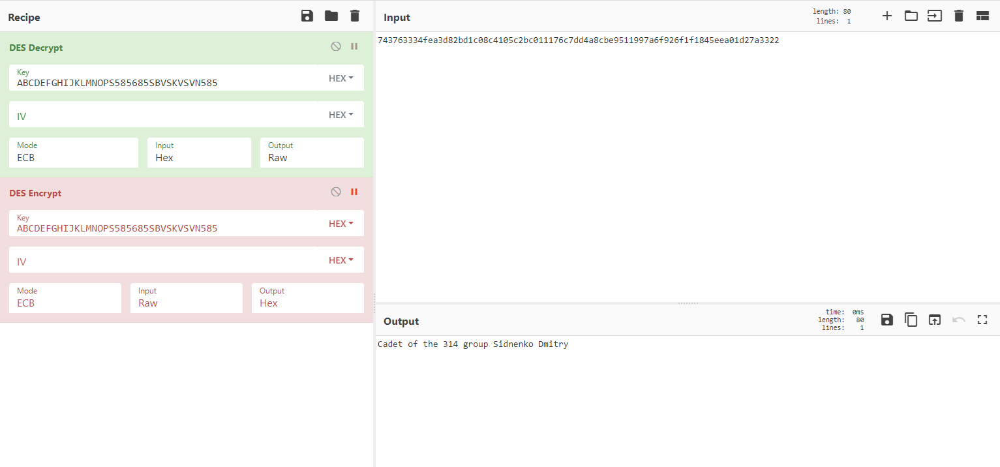 Recipe
DES Decrypt
Key
ABCDEFGHIJKLMNOPS585685SBVSKVSVN585
HEX
IV
HEX
Mode
ECB
Input
Hex
Output
Raw
DES Encrypt
Key
ABCDEFGHIJKLMNOPS585685SBVSKVSVN585
HEX
IV
HEX
Mode
ECB
Input
Raw
Output
Hex
Input
length: 80
lines: 1
743763334fea3d82bd1c08c4105c2bc011176c7dd4a8cbe9511997a6f926f1f1845eea01d27a3322
Output
time: 0ms
length: 80
lines: 1
Cadet of the 314 group Sidnenko Dmitry